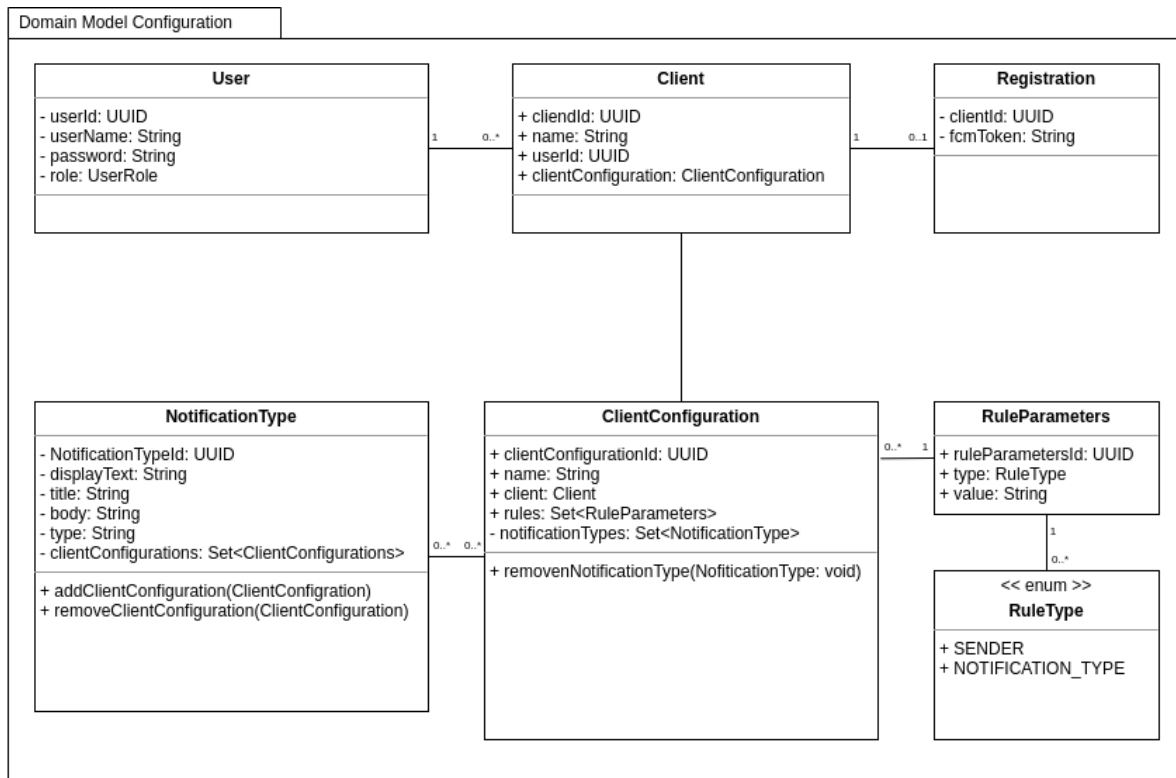 Domain Model Configuration
User
- userId: UUID
- userName: String
- password: String
- role: UserRole
1
0..*
Client
+ cliendId: UUID
+ name: String
+ userId: UUID
+ clientConfiguration: ClientConfiguration
1
0..1
Registration
- clientId: UUID
- fcmToken: String
NotificationType
- NotificationTypeId: UUID
- displayText: String
- title: String
- body: String
- type: String
- clientConfigurations: Set<ClientConfigurations>
+ addClientConfiguration(ClientConfigration)
+ removeClientConfiguration(ClientConfiguration)
0..*
0..*
ClientConfiguration
+ clientConfigurationId: UUID
+ name: String
+ client: Client
+ rules: Set<RuleParameters>
- notificationTypes: Set<NotificationType>
+ removenNotificationType(NofiticationType: void)
0..*
1
RuleParameters
+ ruleParametersId: UUID
+ type: RuleType
+ value: String
1
0..*
<< enum >>
RuleType
+ SENDER
+ NOTIFICATION_TYPE